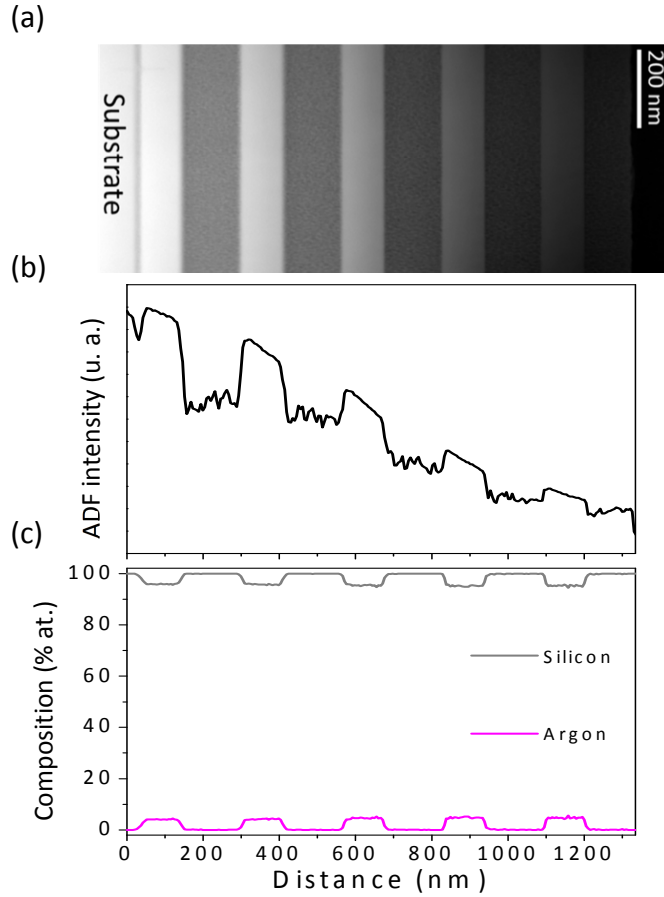 (a)
Substrate
200 nm
(b)
ADF intensity (u. a.)
(c)
Composition (% at.)
100
80
60
40
20
0
Silicon
Argon
0 200 400 600 800 1000 1200
Distance (nm)